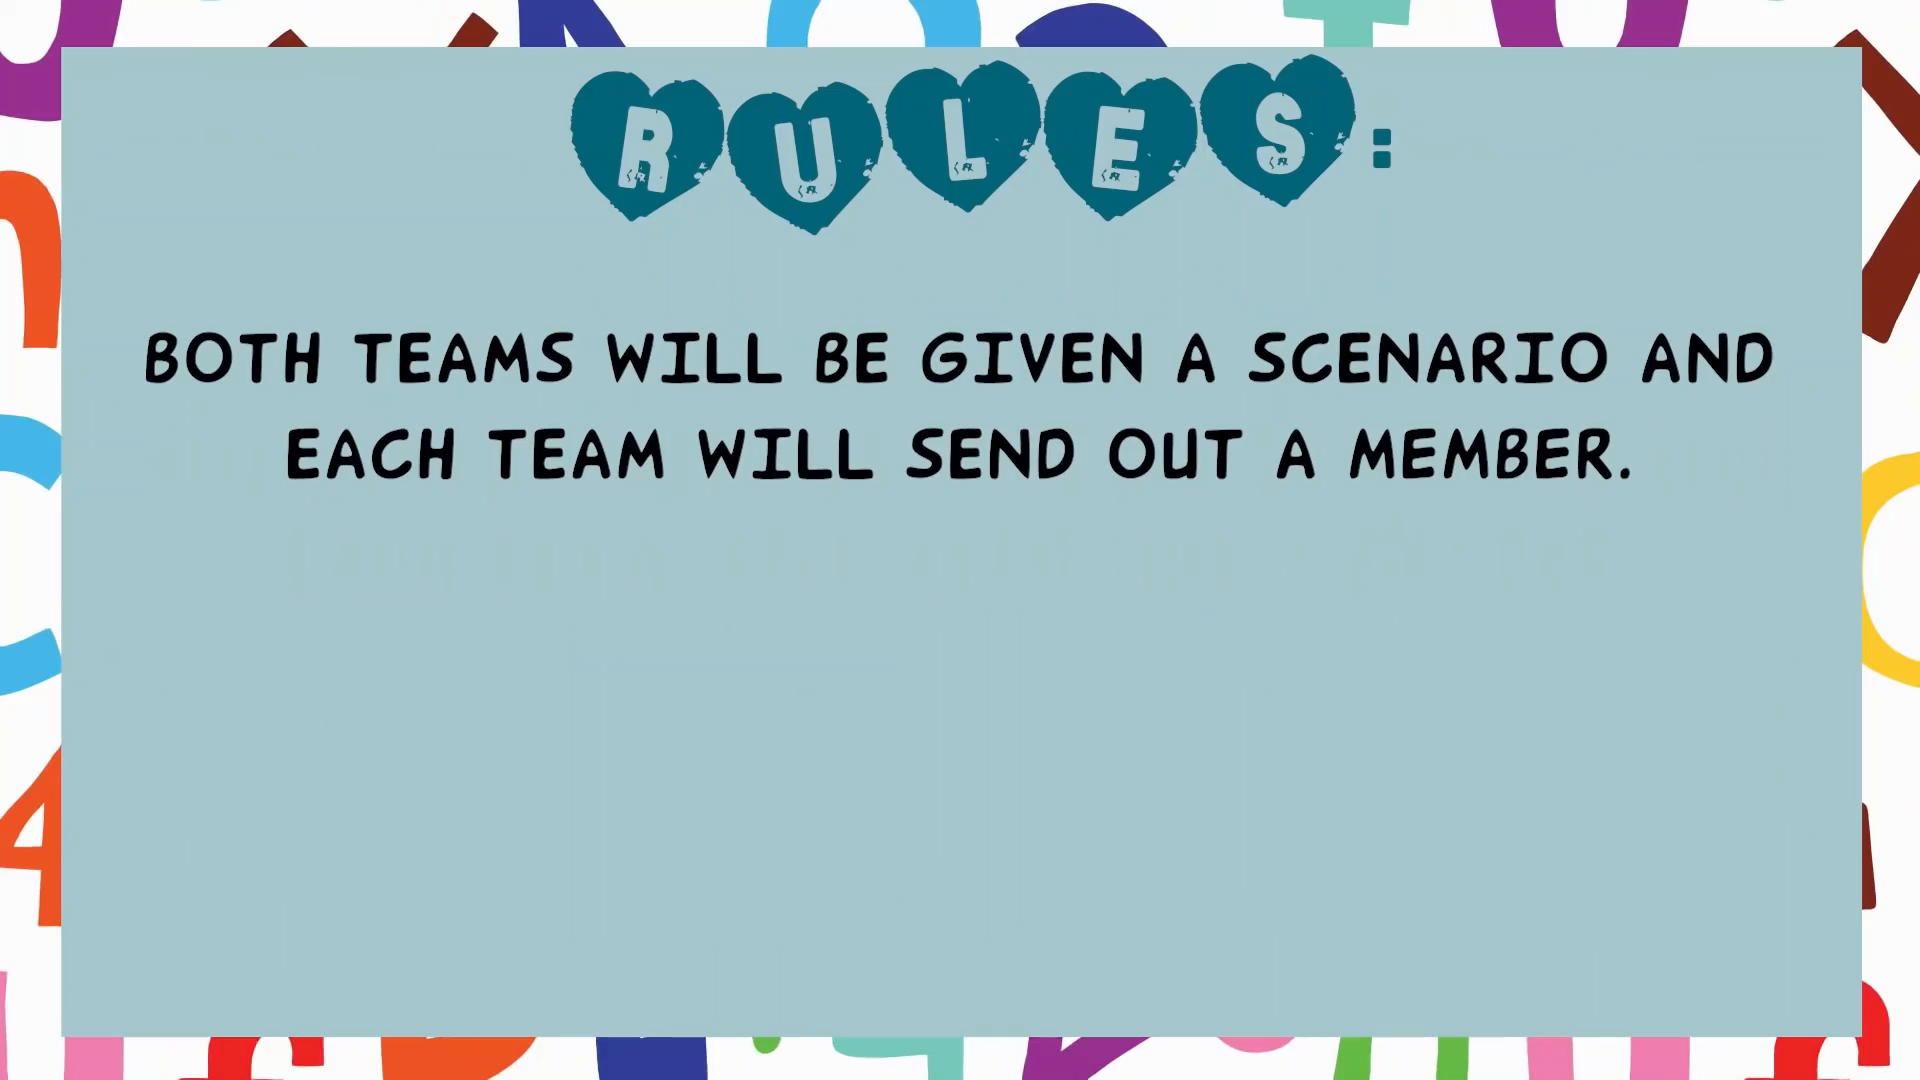 RULES:
BOTH TEAMS WILL BE GIVEN A SCENARIO AND
EACH TEAM WILL SEND OUT A MEMBER.